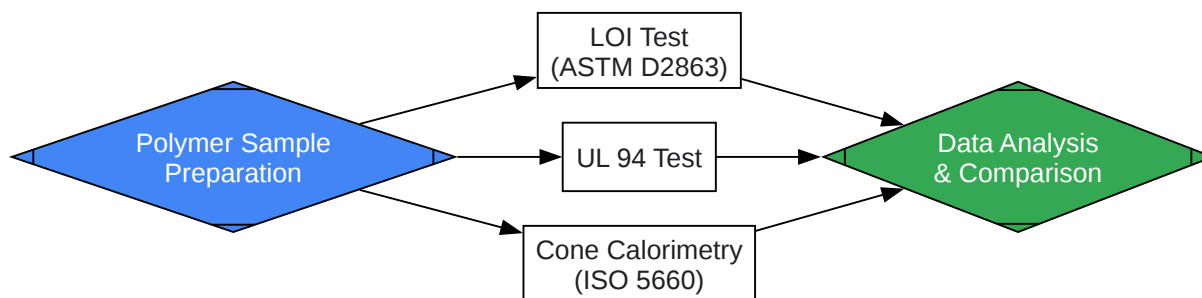 Polymer Sample
Preparation
LOI Test
(ASTM D2863)
UL 94 Test
Cone Calorimetry
(ISO 5660)
Data Analysis
& Comparison